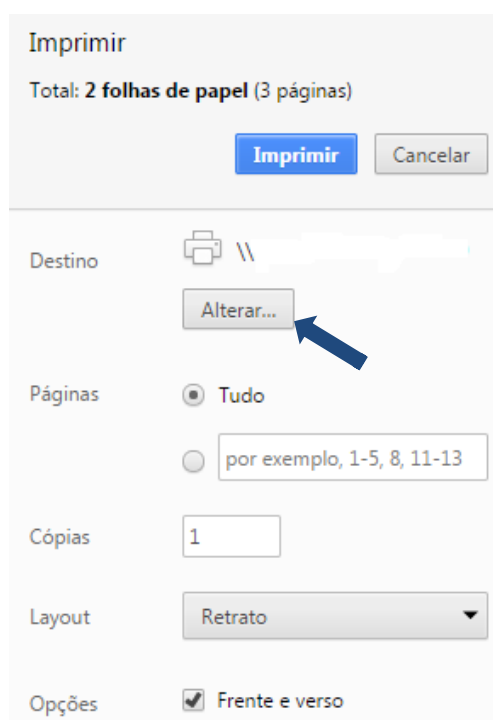 Imprimir
Total: 2 folhas de papel (3 páginas)
Imprimir Cancelar
Destino \\
Alterar...
Páginas Tudo
por exemplo, 1-5, 8, 11-13
Cópias 1
Layout Retrato
Opções Frente e verso